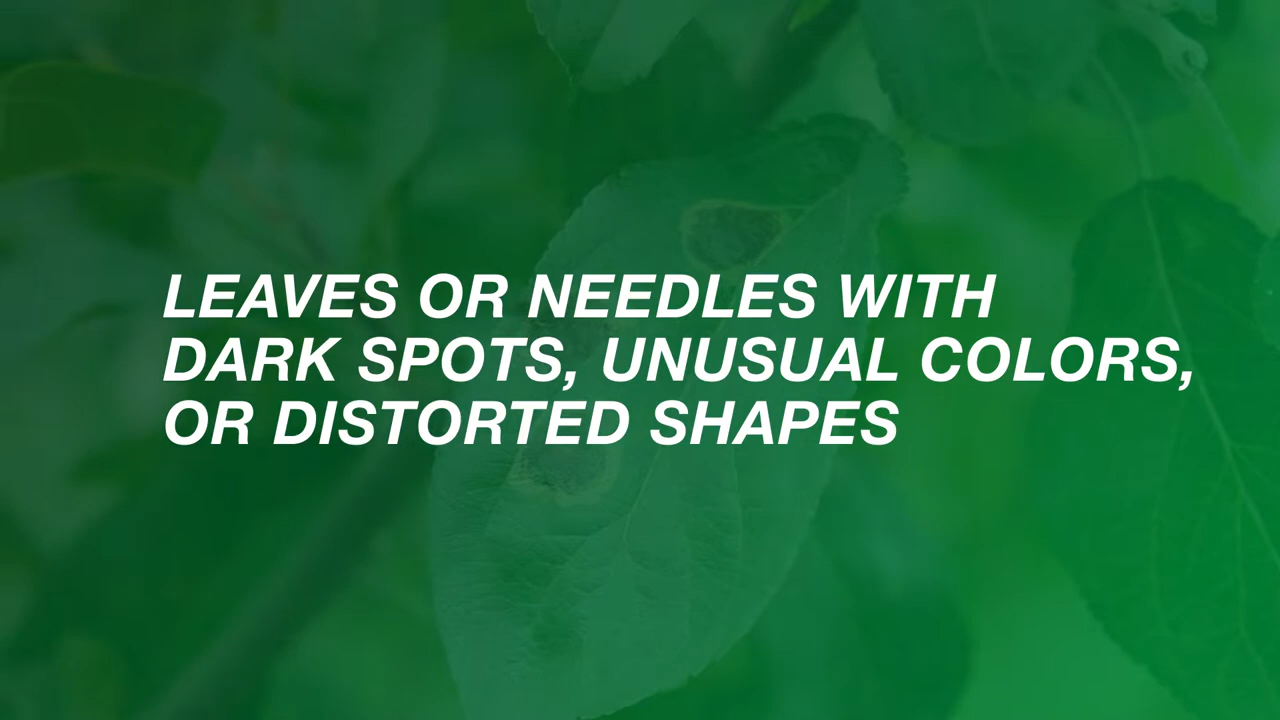 LEAVES OR NEEDLES WITH
DARK SPOTS, UNUSUAL COLORS,
OR DISTORTED SHAPES